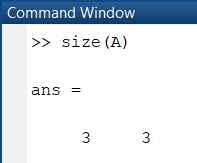 Command Window
>> size(A)
ans =
3 3